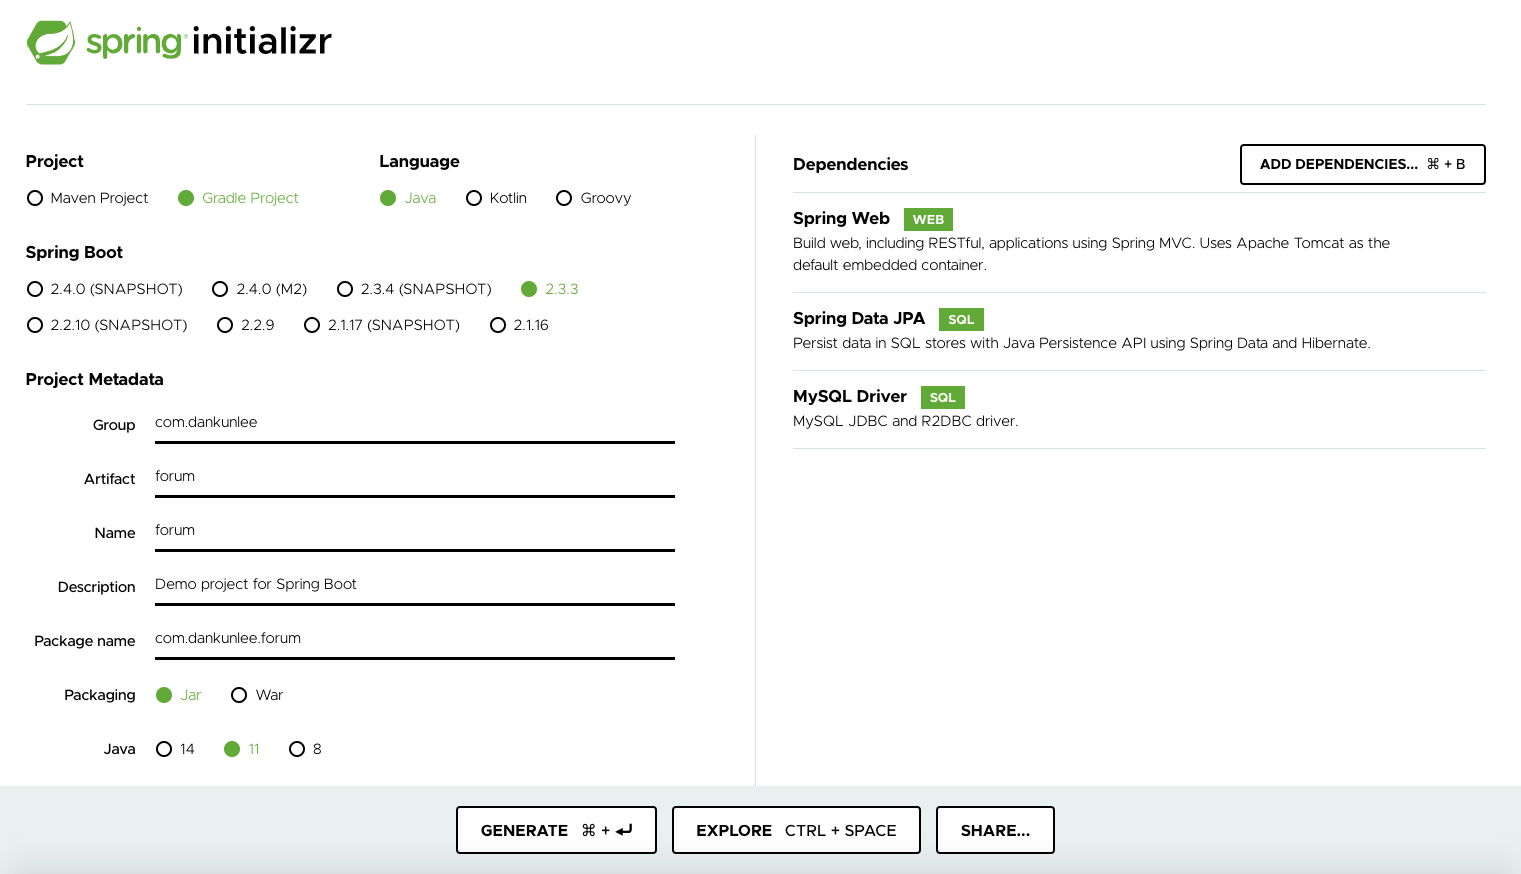 spring initializr
Project
Maven Project Gradle Project
Language
Java Kotlin Groovy
Spring Boot
2.4.0 (SNAPSHOT) 2.4.0 (M2) 2.3.4 (SNAPSHOT) 2.3.3
2.2.10 (SNAPSHOT) 2.2.9 2.1.17 (SNAPSHOT) 2.1.16
Project Metadata
Group com.dankunlee
Artifact forum
Name forum
Description Demo project for Spring Boot
Package name com.dankunlee.forum
Packaging Jar War
Java 14 11 8
Dependencies ADD DEPENDENCIES... ⌘ + B
Spring Web WEB
Build web, including RESTful, applications using Spring MVC. Uses Apache Tomcat as the
default embedded container.
Spring Data JPA SQL
Persist data in SQL stores with Java Persistence API using Spring Data and Hibernate.
MySQL Driver SQL
MySQL JDBC and R2DBC driver.
GENERATE ⌘ + ↵ EXPLORE CTRL + SPACE SHARE...